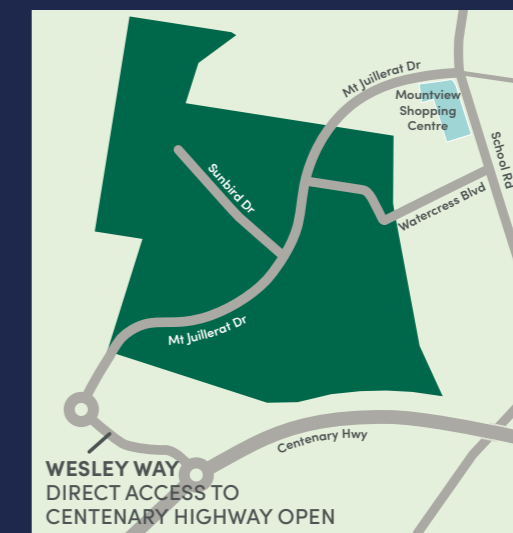 Mt Juillerat Dr
Mountview
Shopping
Centre
School Rd
Sunbird Dr
Watercress Blvd
Mt Juillerat Dr
Centenary Hwy
WESLEY WAY
DIRECT ACCESS TO
CENTENARY HIGHWAY OPEN